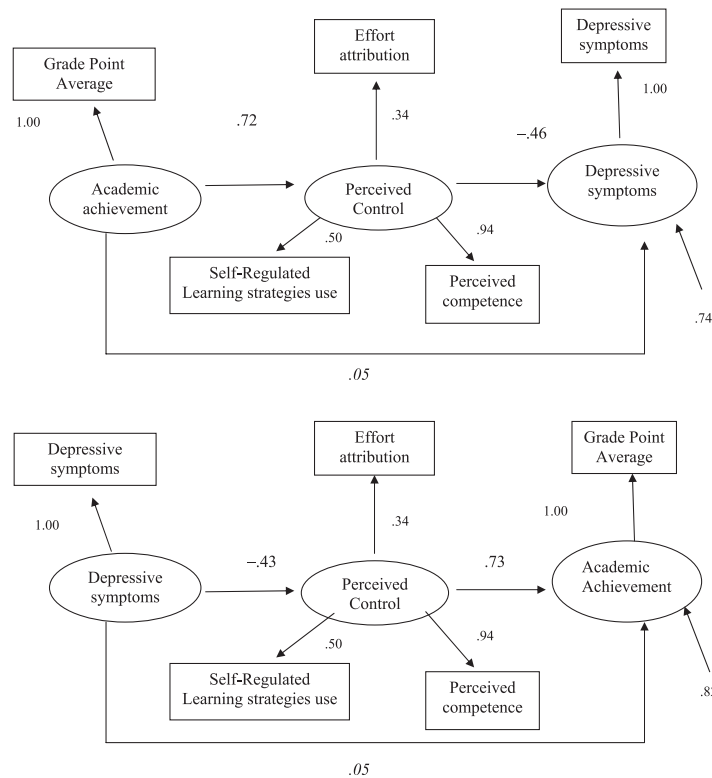 Depressive
symptoms
Effort
attribution
Grade Point
Average
1.00
1.00
.72
.34
−.46
Depressive
symptoms
Academic
achievement
Perceived
Control
.50
.94
Self-Regulated
Learning strategies use
Perceived
competence
.74
.05
Effort
attribution
Grade Point
Average
Depressive
symptoms
1.00
1.00
.34
−.43
.73
Depressive
symptoms
Perceived
Control
Academic
Achievement
.50
.94
Self-Regulated
Learning strategies use
Perceived
competence
.05